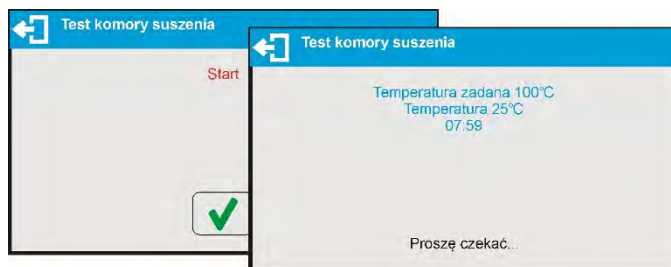 Test komory suszenia
Start
Test komory suszenia
Temperatura zadana 100°C
Temperatura 25°C
07:59
Proszę czekać...